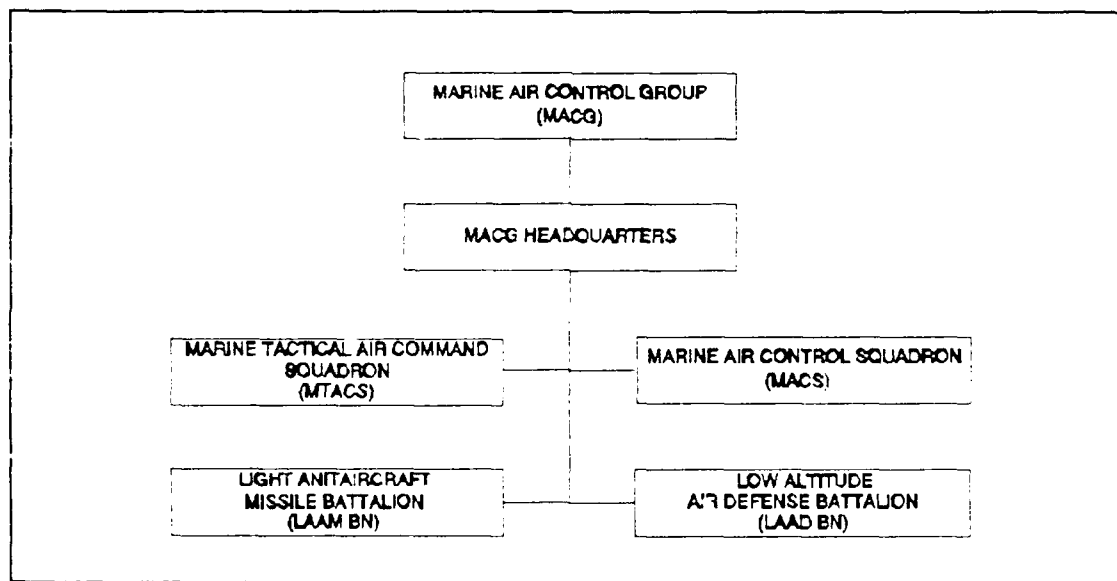 MARINE AIR CONTROL GROUP
(MACG)
MACG HEADQUARTERS
MARINE TACTICAL AIR COMMAND
SQUADRON
(MTACS)
MARINE AIR CONTROL SQUADRON
(MACS)
LIGHT ANITAIRCRAFT
MISSILE BATTALION
(LAAM BN)
LOW ALTITUDE
AIR DEFENSE BATTALION
(LAAD BN)